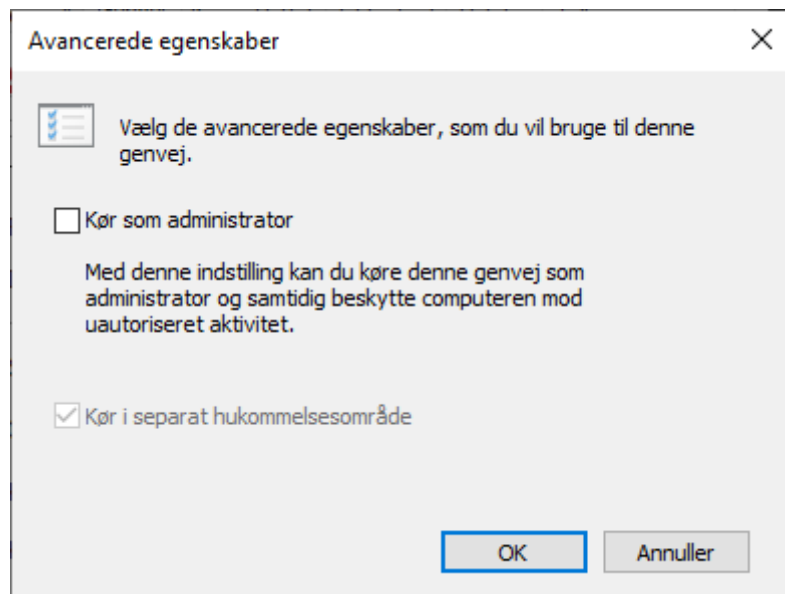 Avancerede egenskaber
Vælg de avancerede egenskaber, som du vil bruge til denne
genvej.
Kør som administrator
Med denne indstilling kan du køre denne genvej som
administrator og samtidig beskytte computeren mod
uautoriseret aktivitet.
Kør i separat hukommelsesområde
OK
Annuller